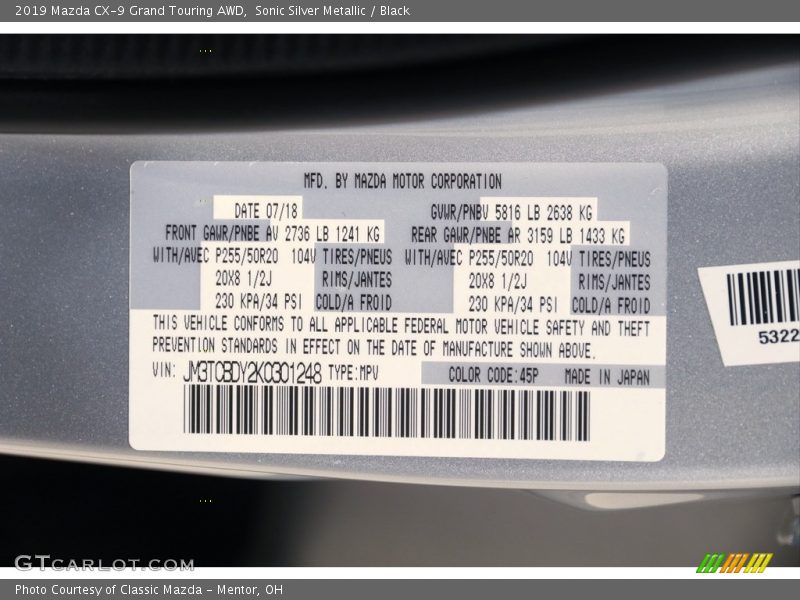 2019 Mazda CX-9 Grand Touring AWD, Sonic Silver Metallic / Black
MFD. BY MAZDA MOTOR CORPORATION
DATE 07/18 GVWR/PNBV 5816 LB 2638 KG
FRONT GAWR/PNBE AV 2736 LB 1241 KG REAR GAWR/PNBE AR 3159 LB 1433 KG
WITH/AVEC P255/50R20 104V TIRES/PNEUS WITH/AVEC P255/50R20 104V TIRES/PNEUS
20X8 1/2J RIMS/JANTES 20X8 1/2J RIMS/JANTES
230 KPA/34 PSI COLD/A FROID 230 KPA/34 PSI COLD/A FROID
THIS VEHICLE CONFORMS TO ALL APPLICABLE FEDERAL MOTOR VEHICLE SAFETY AND THEFT
PREVENTION STANDARDS IN EFFECT ON THE DATE OF MANUFACTURE SHOWN ABOVE.
VIN: JM3TCBDY2K0301248 TYPE:MPV COLOR CODE:45P MADE IN JAPAN
5322
GTCARLOT.COM
Photo Courtesy of Classic Mazda - Mentor, OH